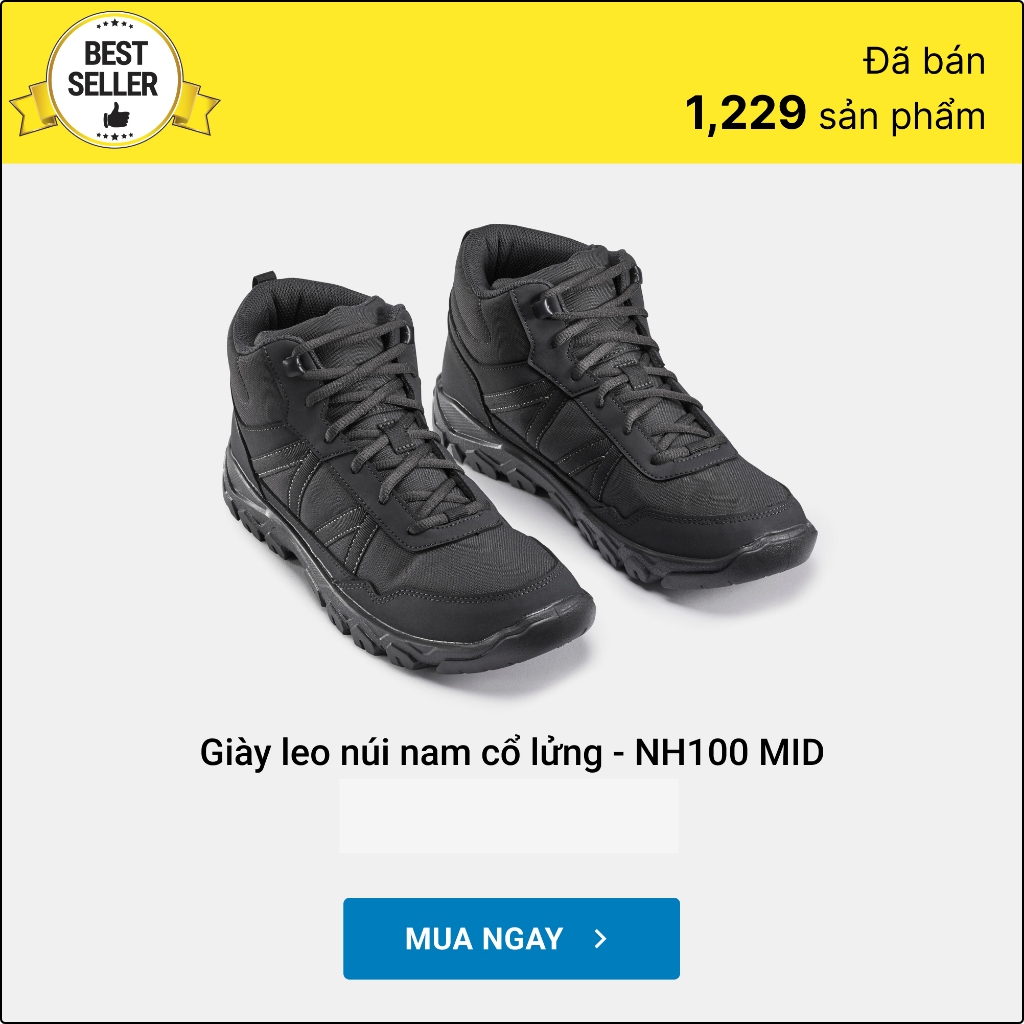 BEST
SELLER
Đã bán
1,229 sản phẩm
Giày leo núi nam cổ lửng - NH100 MID
MUA NGAY